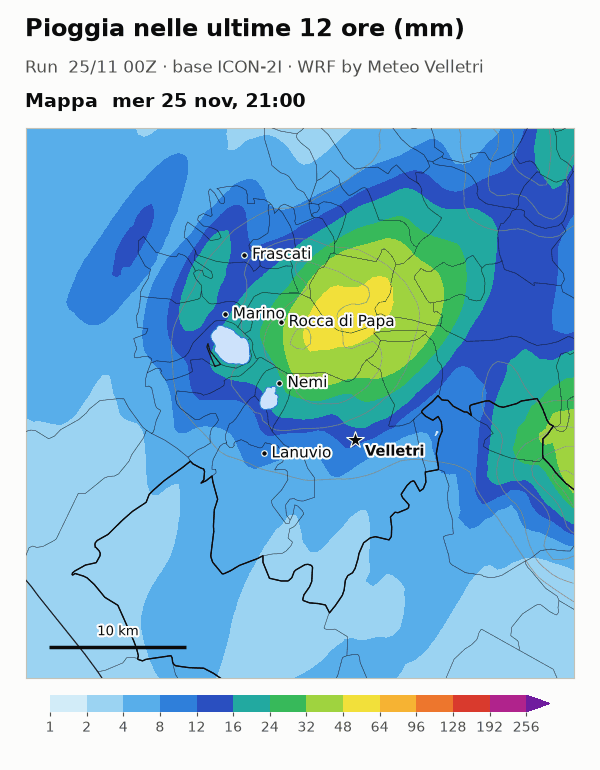 Pioggia nelle ultime 12 ore (mm)
Run  25/11 00Z · base ICON-2I · WRF by Meteo Velletri
Mappa  mer 25 nov, 21:00
Frascati
Marino
Rocca di Papa
Nemi
Velletri
Lanuvio
10 km
1 2 4 8 12 16 24 32 48 64 96 128 192 256